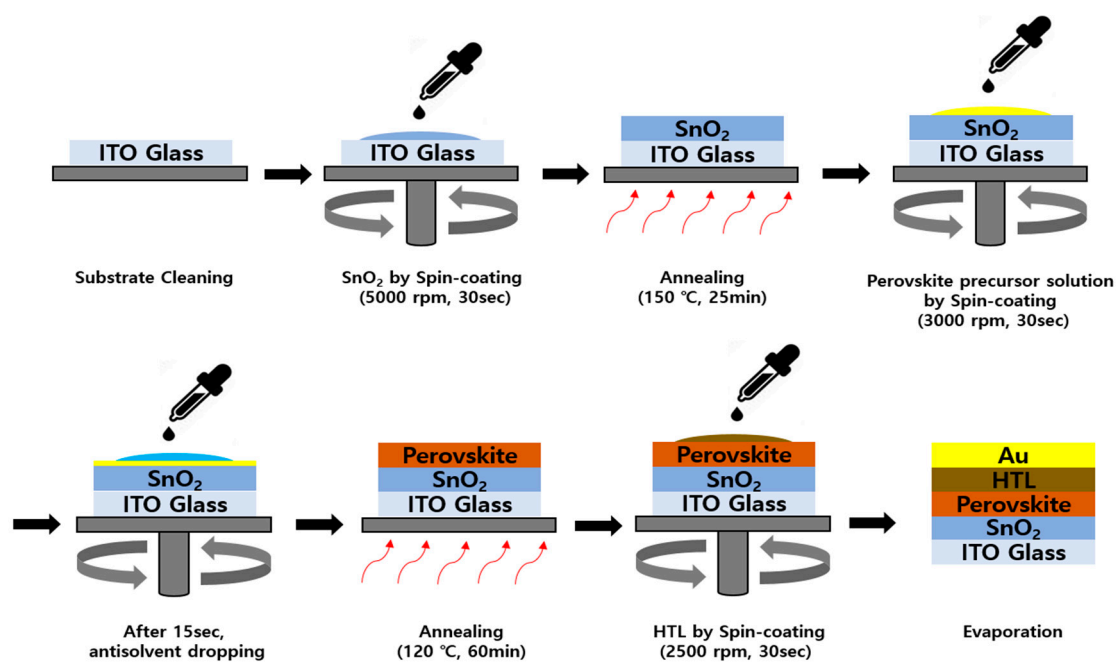 ITO Glass
Substrate Cleaning
ITO Glass
SnO₂ by Spin-coating
(5000 rpm, 30sec)
SnO₂
ITO Glass
Annealing
(150 ℃, 25min)
SnO₂
ITO Glass
Perovskite precursor solution
by Spin-coating
(3000 rpm, 30sec)
SnO₂
ITO Glass
After 15sec,
antisolvent dropping
Perovskite
SnO₂
ITO Glass
Annealing
(120 ℃, 60min)
Perovskite
SnO₂
ITO Glass
HTL by Spin-coating
(2500 rpm, 30sec)
Au
HTL
Perovskite
SnO₂
ITO Glass
Evaporation